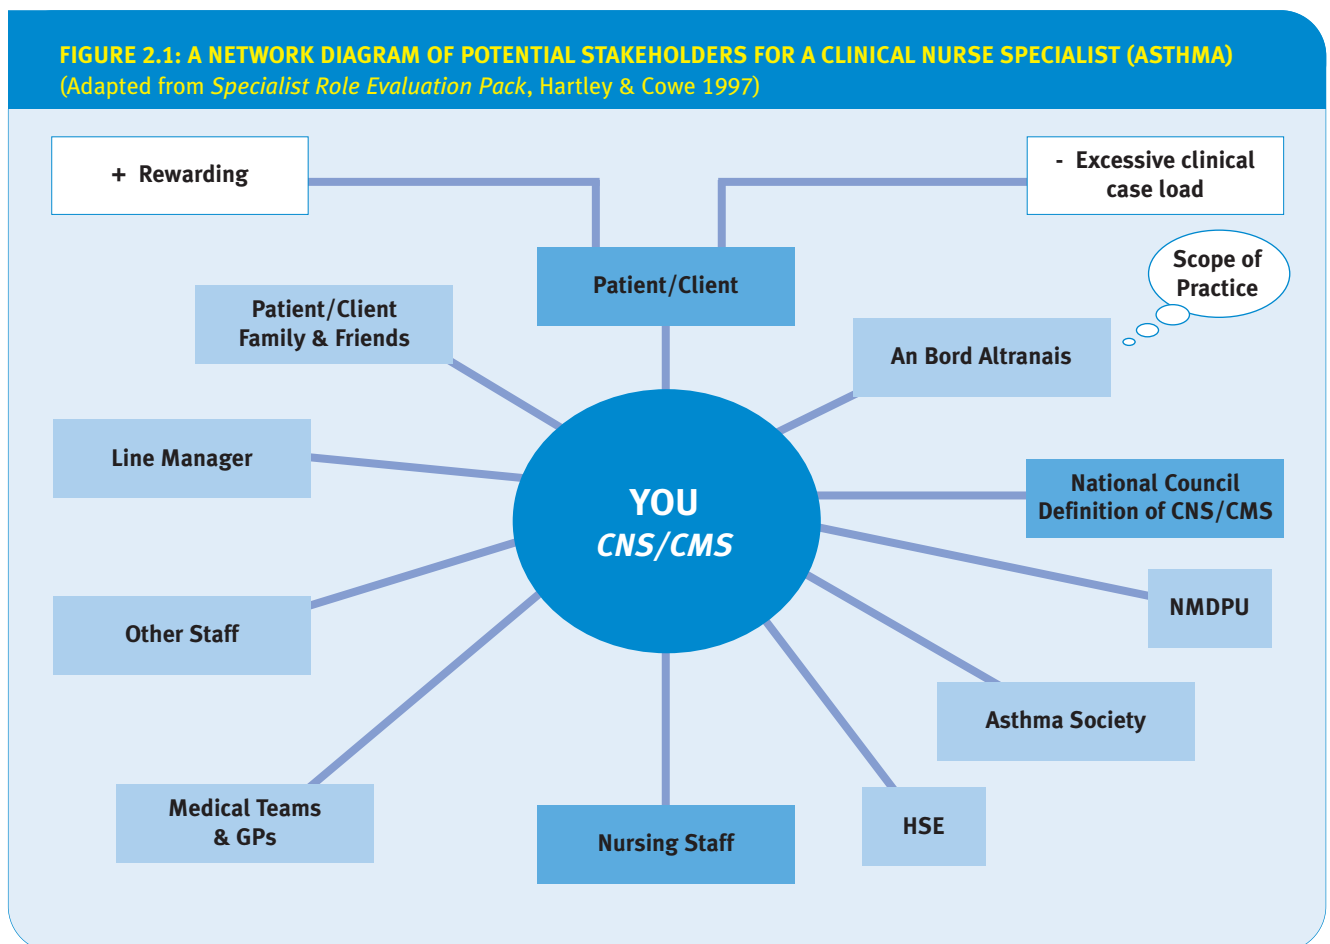 FIGURE 2.1: A NETWORK DIAGRAM OF POTENTIAL STAKEHOLDERS FOR A CLINICAL NURSE SPECIALIST (ASTHMA)
(Adapted from Specialist Role Evaluation Pack, Hartley & Cowe 1997)
+ Rewarding
- Excessive clinical
case load
Patient/Client
Scope of
Practice
Patient/Client
Family & Friends
An Bord Altranais
Line Manager
National Council
Definition of CNS/CMS
YOU
CNS/CMS
NMDPU
Other Staff
Asthma Society
Medical Teams
& GPs
Nursing Staff
HSE